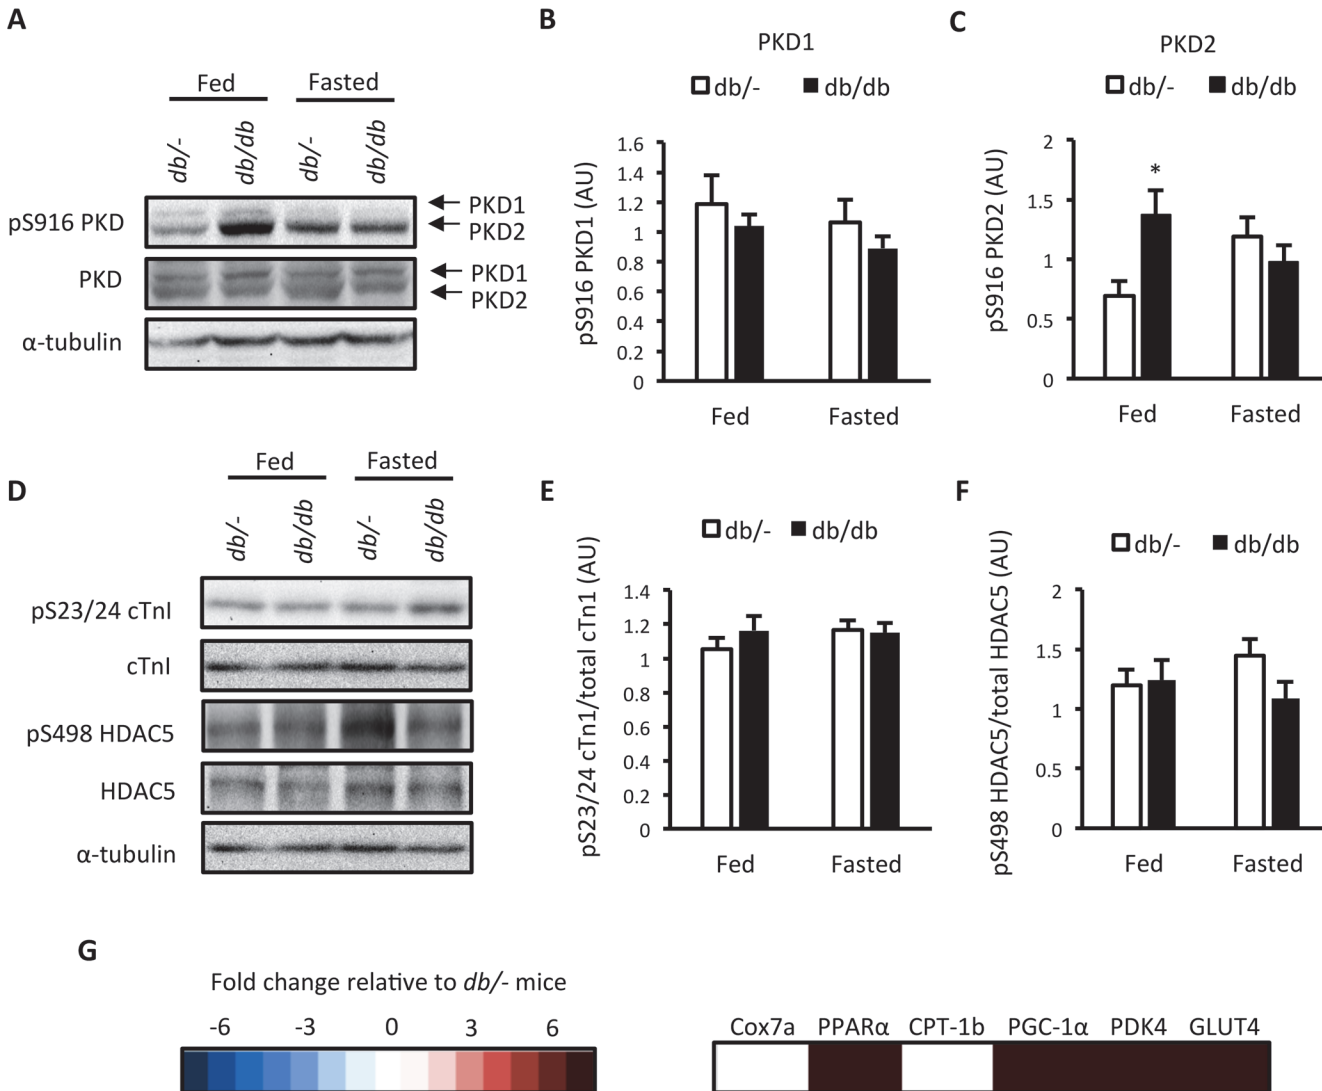 A
Fed
Fasted
db/-
db/db
db/-
db/db
pS916 PKD
PKD1
PKD2
PKD
PKD1
PKD2
α-tubulin
B
PKD1
db/-
db/db
pS916 PKD1 (AU)
1.6
1.4
1.2
1
0.8
0.6
0.4
0.2
0
Fed
Fasted
C
PKD2
db/-
db/db
pS916 PKD2 (AU)
2
1.5
1
0.5
0
*
Fed
Fasted
D
Fed
Fasted
db/-
db/db
db/-
db/db
pS23/24 cTnI
cTnI
pS498 HDAC5
HDAC5
α-tubulin
E
db/-
db/db
pS23/24 cTn1/total cTn1 (AU)
1.4
1.2
1
0.8
0.6
0.4
0.2
0
Fed
Fasted
F
db/-
db/db
pS498 HDAC5/total HDAC5 (AU)
2
1.5
1
0.5
0
Fed
Fasted
G
Fold change relative to db/- mice
-6 -3 0 3 6
Cox7a PPARα CPT-1b PGC-1α PDK4 GLUT4